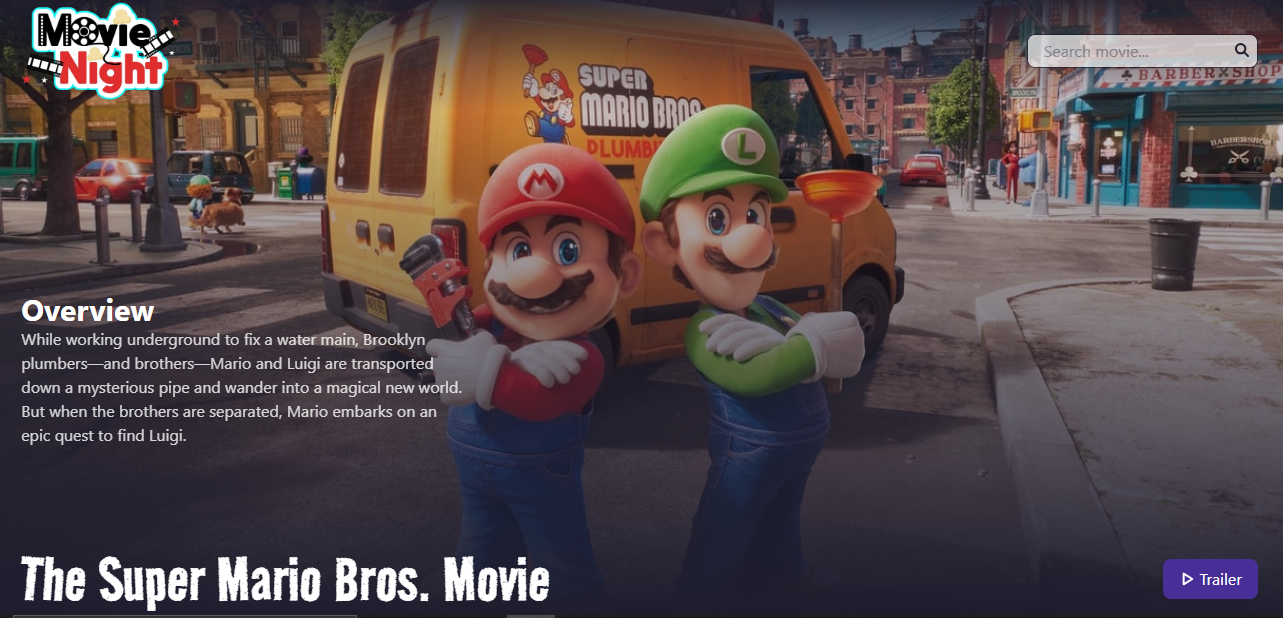 Movie
Night
Search movie...
SUPER
MARIO BROS
PLUMBI
BARBERSHOP
BROOKLYN
BARBERSHO
M
L
Overview
While working underground to fix a water main, Brooklyn
plumbers—and brothers—Mario and Luigi are transported
down a mysterious pipe and wander into a magical new world.
But when the brothers are separated, Mario embarks on an
epic quest to find Luigi.
The Super Mario Bros. Movie
Trailer